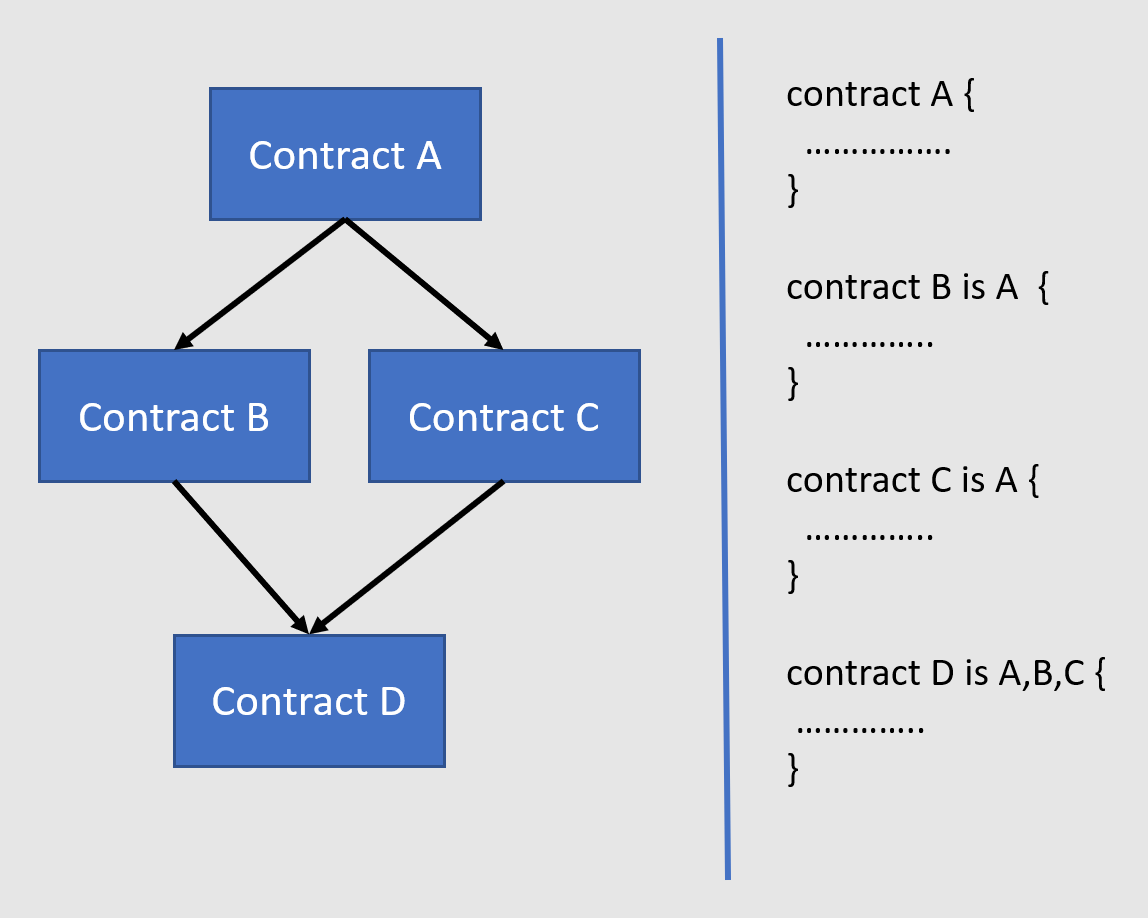 Contract A
Contract B
Contract C
Contract D
contract A {
…………….
}
contract B is A  {
…………..
}
contract C is A {
…………..
}
contract D is A,B,C {
…………..
}